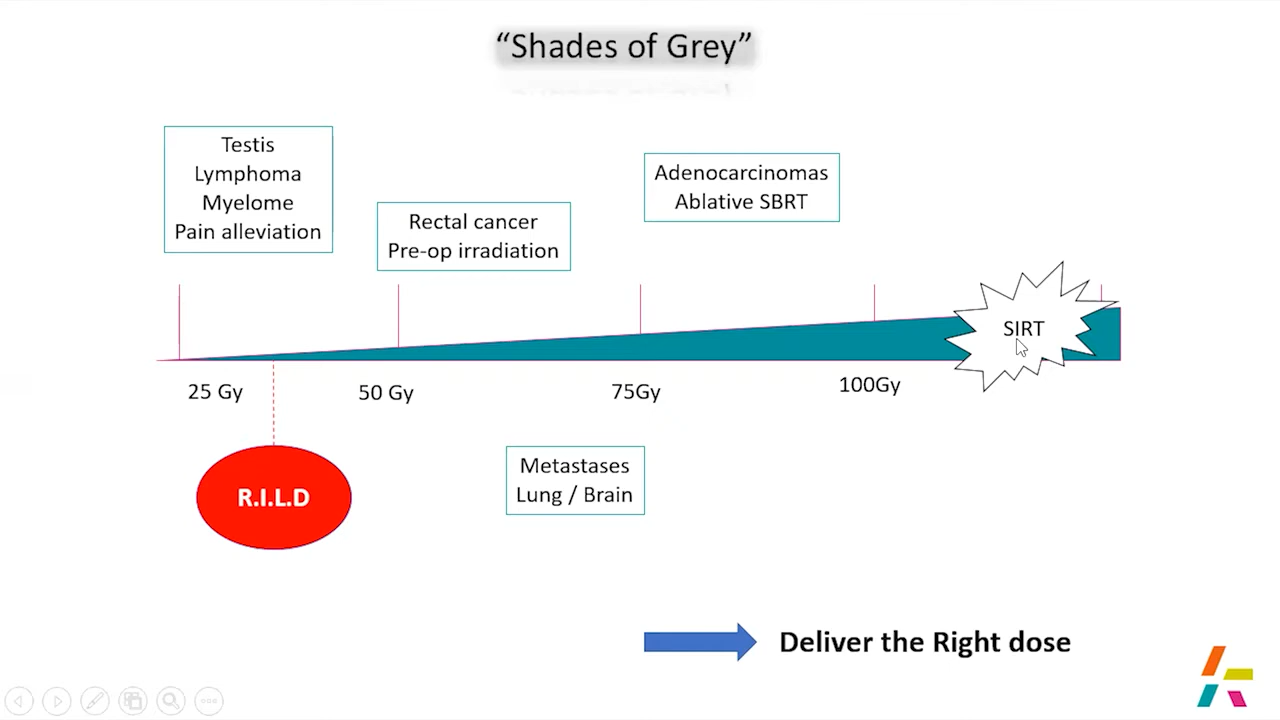 “Shades of Grey”
Testis
Lymphoma
Myelome
Pain alleviation
Rectal cancer
Pre-op irradiation
Adenocarcinomas
Ablative SBRT
SIRT
25 Gy
50 Gy
75Gy
100Gy
R.I.L.D
Metastases
Lung / Brain
Deliver the Right dose